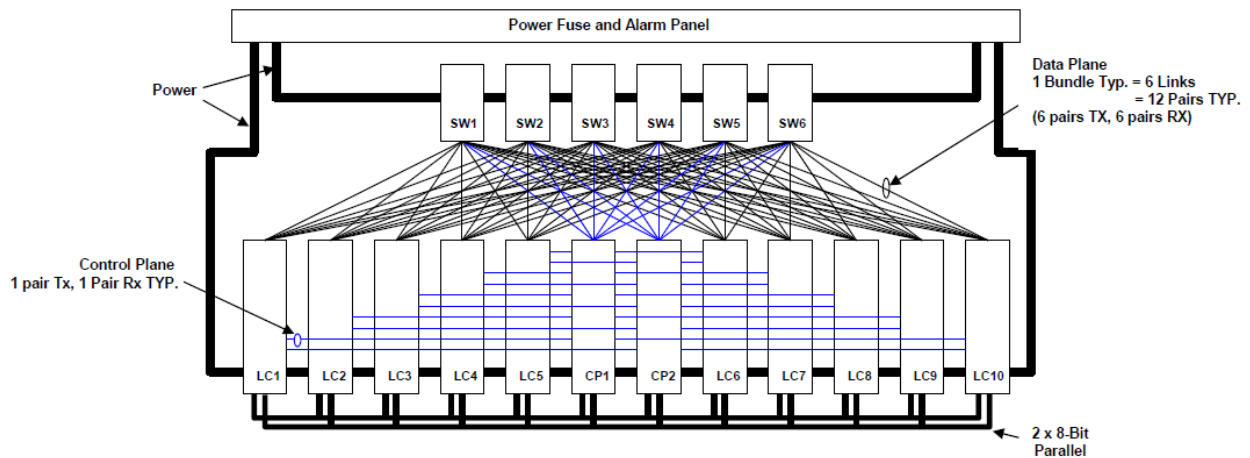 Power Fuse and Alarm Panel
Power
Data Plane
1 Bundle Typ. = 6 Links
= 12 Pairs TYP.
(6 pairs TX, 6 pairs RX)
SW1 SW2 SW3 SW4 SW5 SW6
Control Plane
1 pair Tx, 1 Pair Rx TYP.
LC1 LC2 LC3 LC4 LC5 CP1 CP2 LC6 LC7 LC8 LC9 LC10
2 x 8-Bit
Parallel